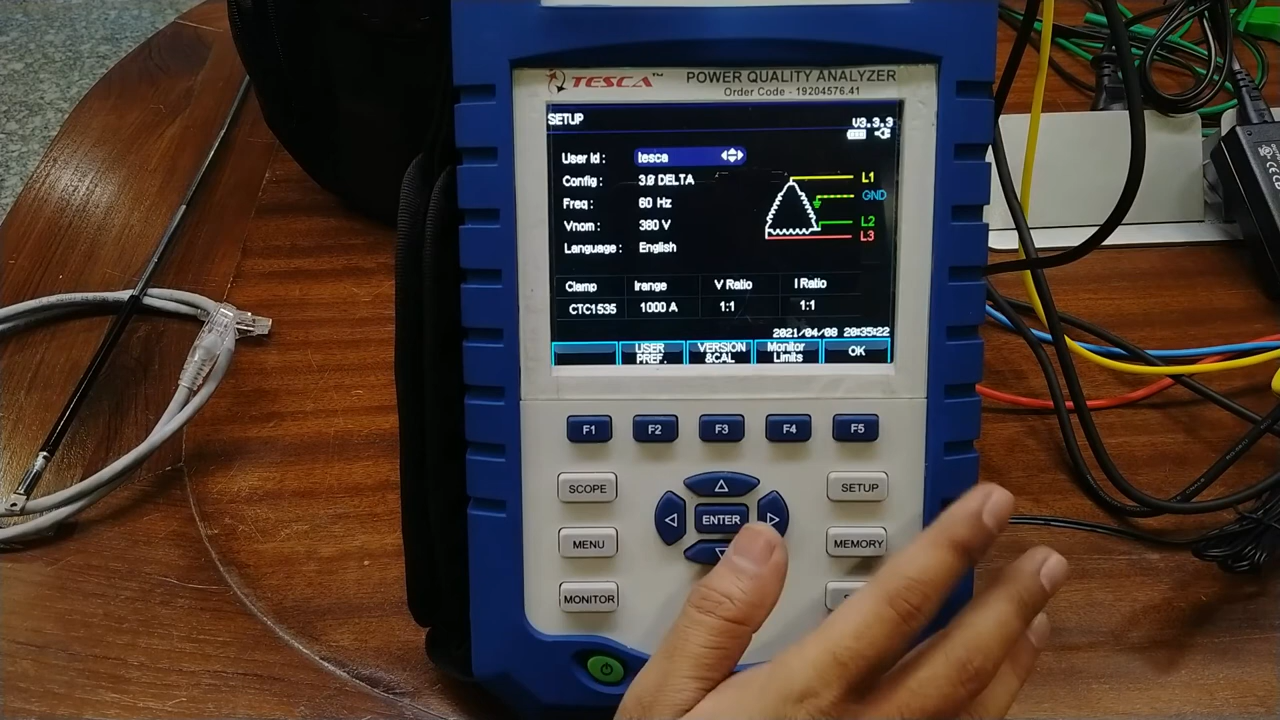 TESCA™ POWER QUALITY ANALYZER
Order Code - 19204576.41
SETUP V3.3.3
User id : tesca
Config : 3Ø DELTA
Freq : 60 Hz
Vnom : 380 V
Language : English
L1
GND
L2
L3
Clamp Irange V Ratio I Ratio
CTC1535 1000 A 1:1 1:1
2021/04/08 20:35:22
USER PREF. VERSION &CAL Monitor Limits OK
F1 F2 F3 F4 F5
SCOPE SETUP
ENTER
MENU MEMORY
MONITOR